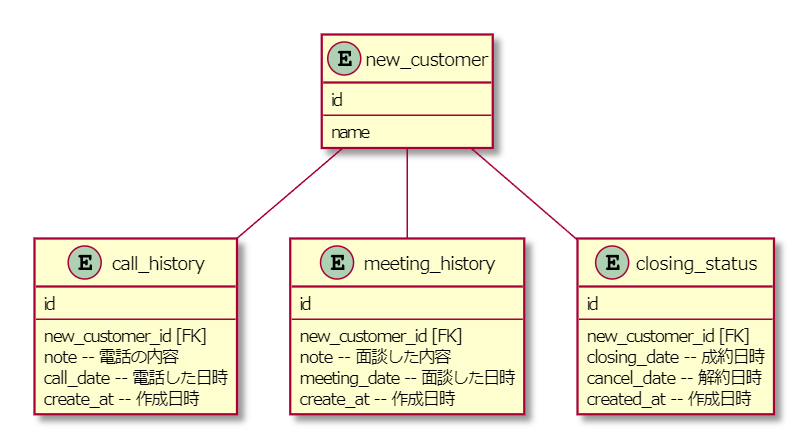 E new_customer
id
name
E call_history
id
new_customer_id [FK]
note -- 電話の内容
call_date -- 電話した日時
create_at -- 作成日時
E meeting_history
id
new_customer_id [FK]
note -- 面談した内容
meeting_date -- 面談した日時
create_at -- 作成日時
E closing_status
id
new_customer_id [FK]
closing_date -- 成約日時
cancel_date -- 解約日時
created_at -- 作成日時